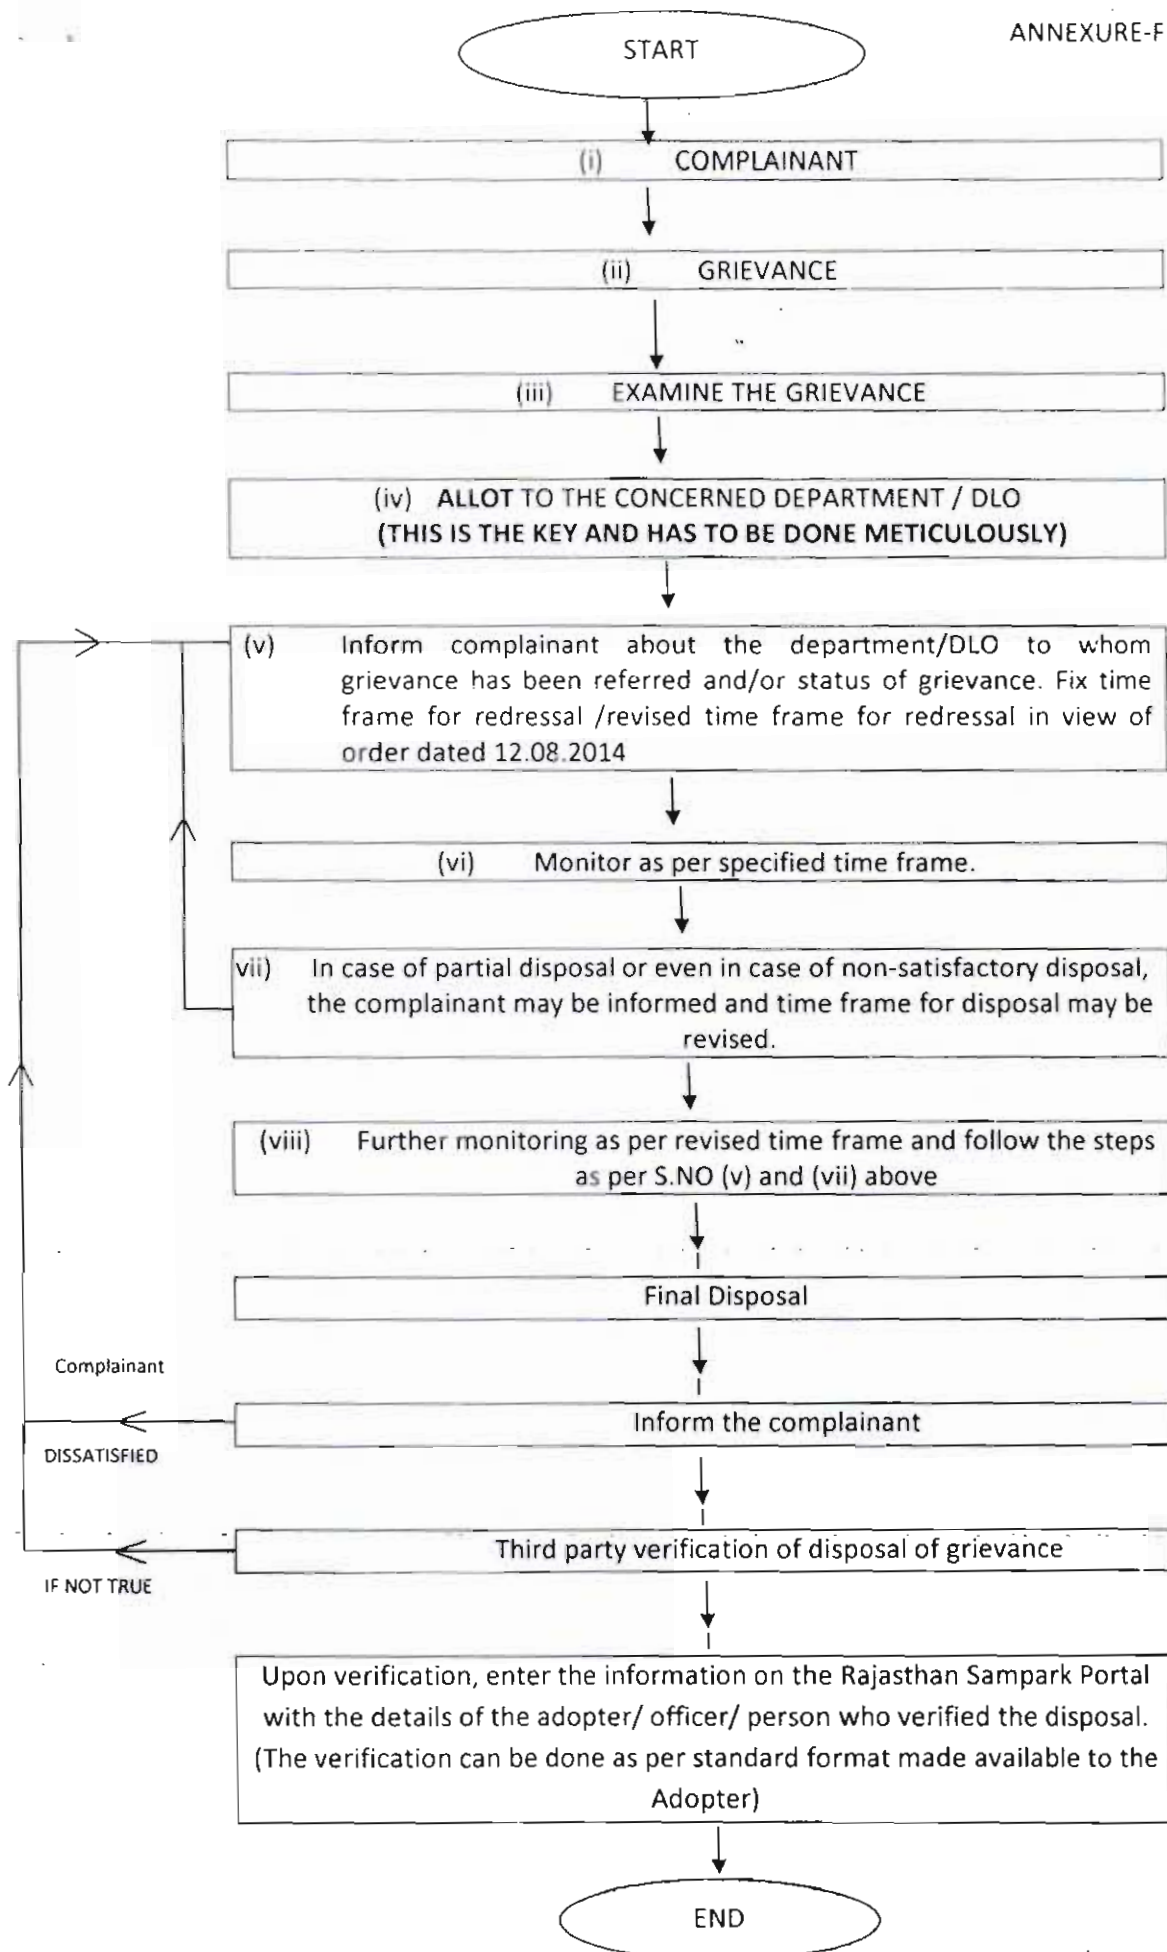 ANNEXURE-F
START
(i) COMPLAINANT
(ii) GRIEVANCE
(iii) EXAMINE THE GRIEVANCE
(iv) ALLOT TO THE CONCERNED DEPARTMENT / DLO
(THIS IS THE KEY AND HAS TO BE DONE METICULOUSLY)
(v) Inform complainant about the department/DLO to whom
grievance has been referred and/or status of grievance. Fix time
frame for redressal /revised time frame for redressal in view of
order dated 12.08.2014
(vi) Monitor as per specified time frame.
vii) In case of partial disposal or even in case of non-satisfactory disposal,
the complainant may be informed and time frame for disposal may be
revised.
(viii) Further monitoring as per revised time frame and follow the steps
as per S.NO (v) and (vii) above
Final Disposal
Complainant
Inform the complainant
DISSATISFIED
Third party verification of disposal of grievance
IF NOT TRUE
Upon verification, enter the information on the Rajasthan Sampark Portal
with the details of the adopter/ officer/ person who verified the disposal.
(The verification can be done as per standard format made available to the
Adopter)
END